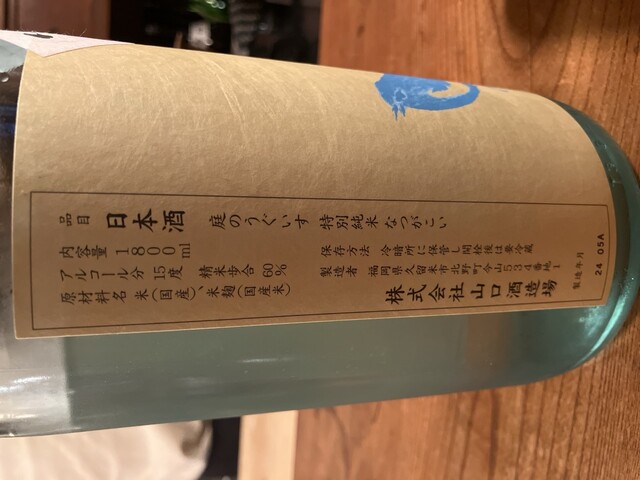 品目 日本酒 庭のうぐいす 特別純米 なつがこい
内容量 1800ml
アルコール分 15度 精米歩合 60%
原材料名 米(国産)、米麹(国産米)
保存方法 冷暗所に保管し開栓後は要冷蔵
製造者 福岡県久留米市北野町今山534番地1
株式会社山口酒造場
製造年月
24.05A